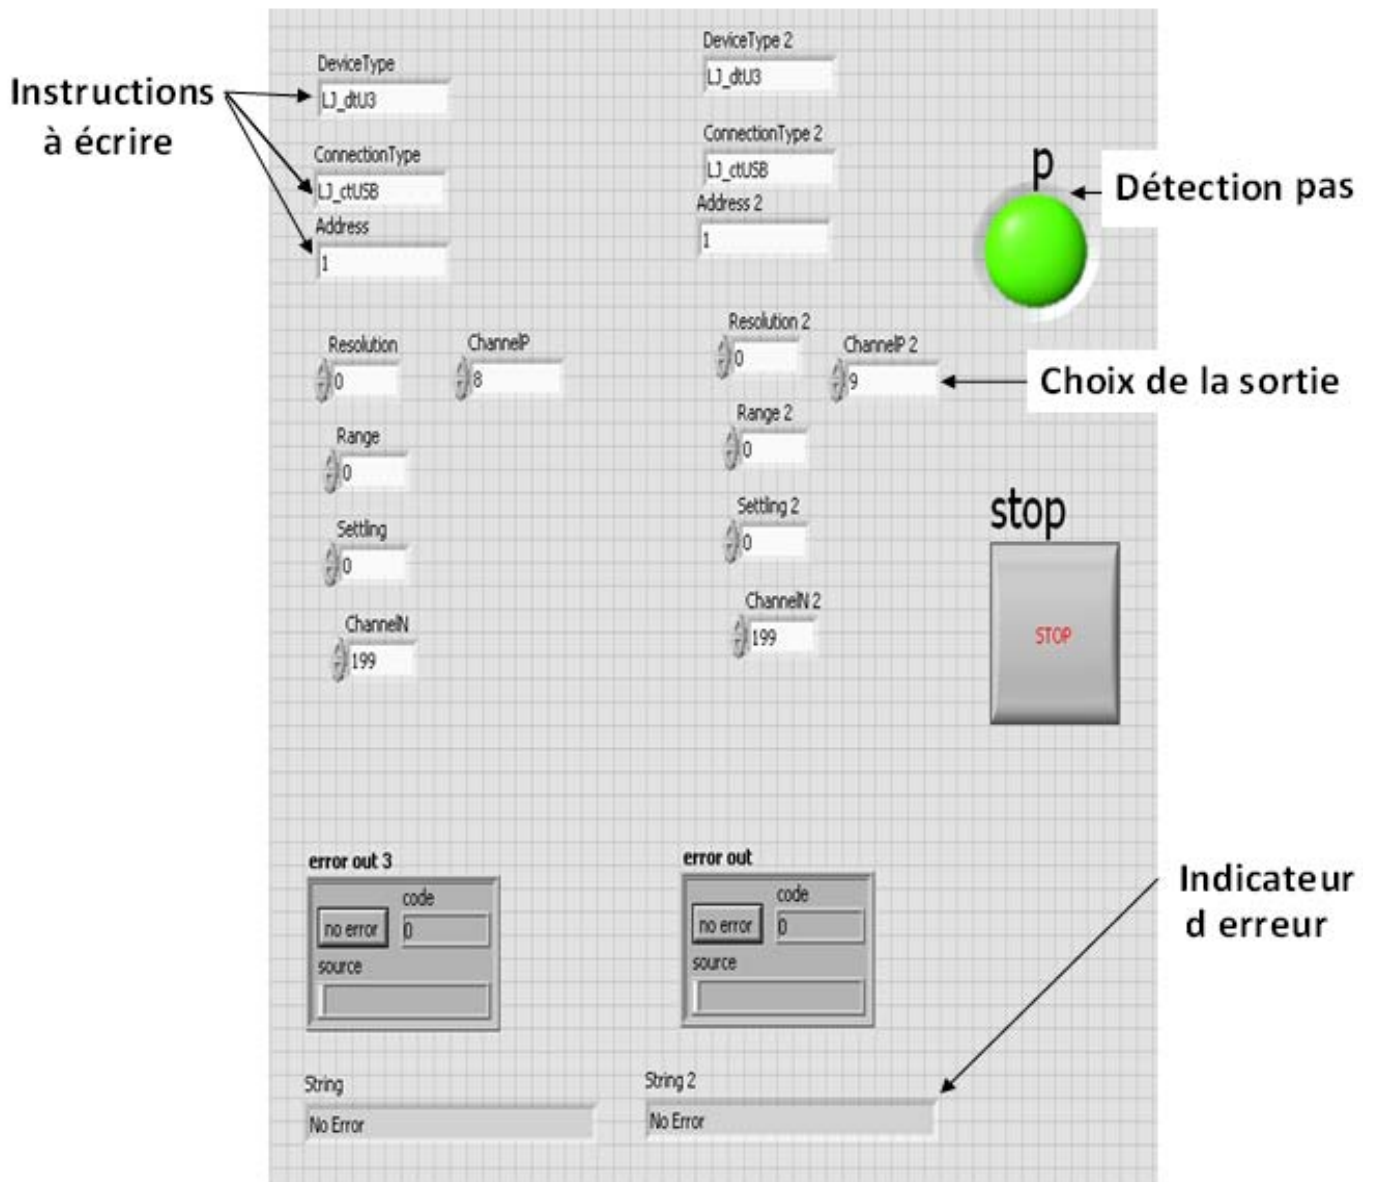 Instructions
à écrire
DeviceType
LJ_dtU3
ConnectionType
LJ_ctUSB
Address
1
DeviceType 2
LJ_dtU3
ConnectionType 2
LJ_ctUSB
Address 2
1
p
Détection pas
Resolution
0
ChannelP
8
Range
0
Settling
0
ChannelN
199
Resolution 2
0
ChannelP 2
9
Choix de la sortie
Range 2
0
Settling 2
0
ChannelN 2
199
stop
STOP
error out 3
code
no error
0
source
error out
code
no error
0
source
Indicateur
d erreur
String
No Error
String 2
No Error